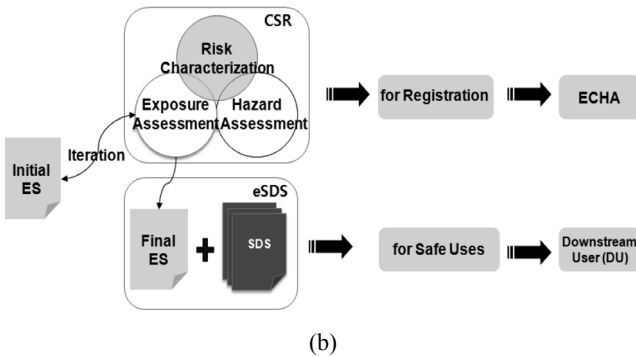 CSR
Risk
Characterization
Exposure
Assessment
Hazard
Assessment
for Registration
ECHA
Iteration
Initial
ES
eSDS
Final
ES
SDS
for Safe Uses
Downstream
User (DU)
(b)